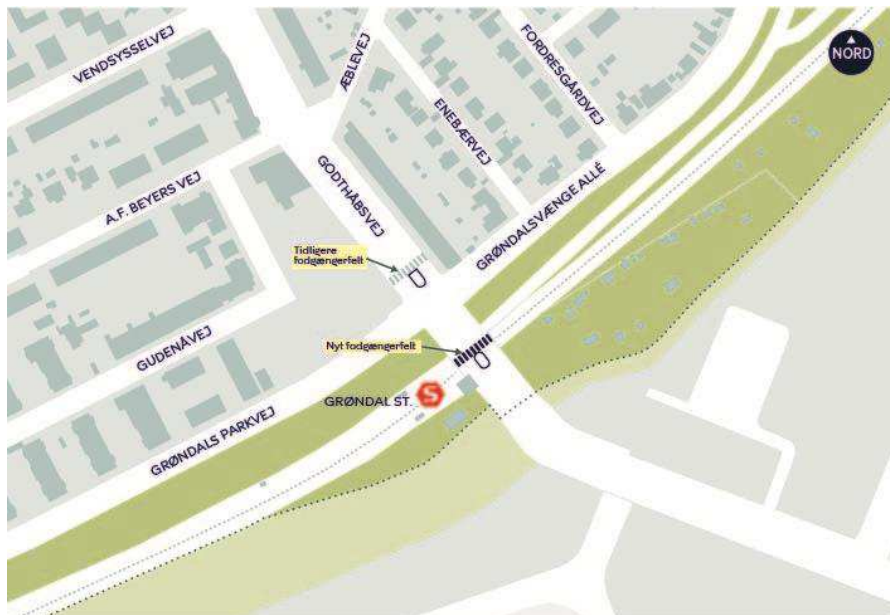 VENDSYSSELVEJ
ÆBLEVEJ
FORDRESGÅRDVEJ
NORD
ENEBÆRVEJ
A.F. BEYERS VEJ
GODTHÅBSVEJ
GRØNDALSVÆNGE ALLÉ
Tidligere
fodgængerfelt
GUDENÅVEJ
Nyt fodgængerfelt
GRØNDAL ST.
S
GRØNDALS PARKVEJ